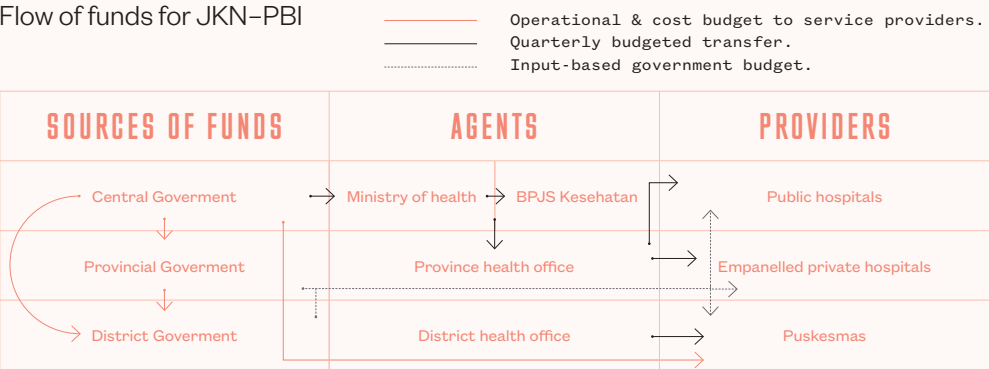 Flow of funds for JKN–PBI
Operational & cost budget to service providers.
Quarterly budgeted transfer.
Input-based government budget.
SOURCES OF FUNDS
AGENTS
PROVIDERS
Central Goverment
Ministry of health
BPJS Kesehatan
Public hospitals
Provincial Goverment
Province health office
Empanelled private hospitals
District Goverment
District health office
Puskesmas